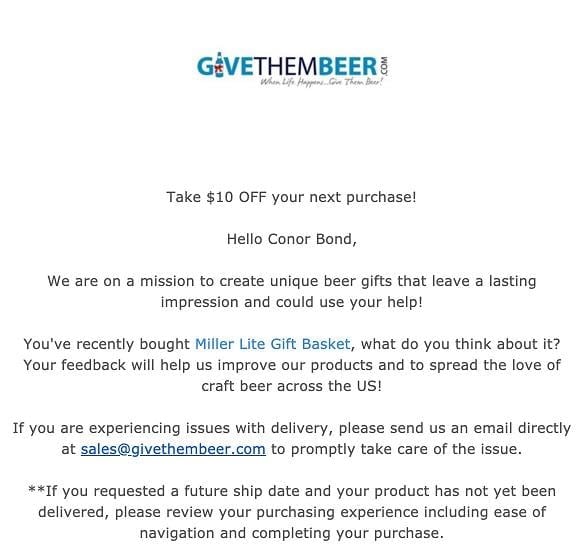 GIVETHEMBEER.COM
When Life Happens...Give Them Beer!
Take $10 OFF your next purchase!
Hello Conor Bond,
We are on a mission to create unique beer gifts that leave a lasting
impression and could use your help!
You've recently bought Miller Lite Gift Basket, what do you think about it?
Your feedback will help us improve our products and to spread the love of
craft beer across the US!
If you are experiencing issues with delivery, please send us an email directly
at sales@givethembeer.com to promptly take care of the issue.
**If you requested a future ship date and your product has not yet been
delivered, please review your purchasing experience including ease of
navigation and completing your purchase.